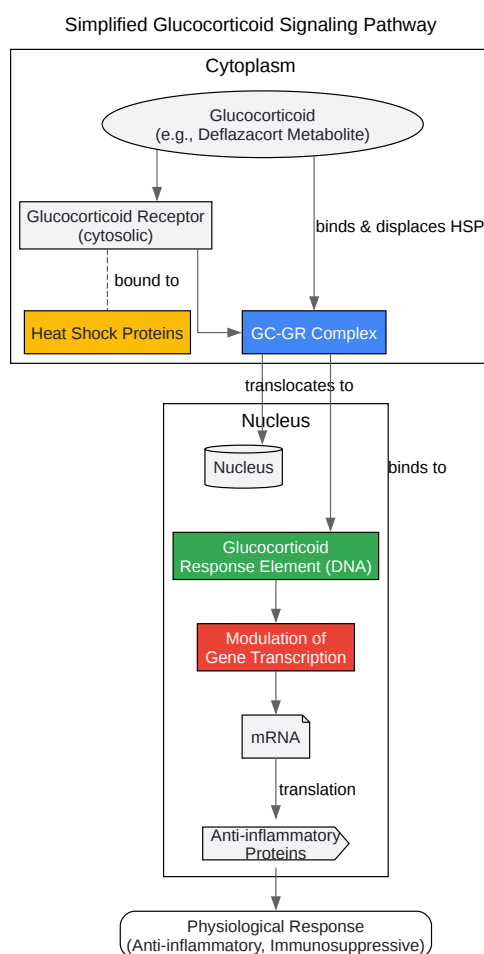 Simplified Glucocorticoid Signaling Pathway
Cytoplasm
Glucocorticoid
(e.g., Deflazacort Metabolite)
Glucocorticoid Receptor
(cytosolic)
binds & displaces HSP
bound to
Heat Shock Proteins
GC-GR Complex
translocates to
Nucleus
Nucleus
binds to
Glucocorticoid
Response Element (DNA)
Modulation of
Gene Transcription
mRNA
translation
Anti-inflammatory
Proteins
Physiological Response
(Anti-inflammatory, Immunosuppressive)